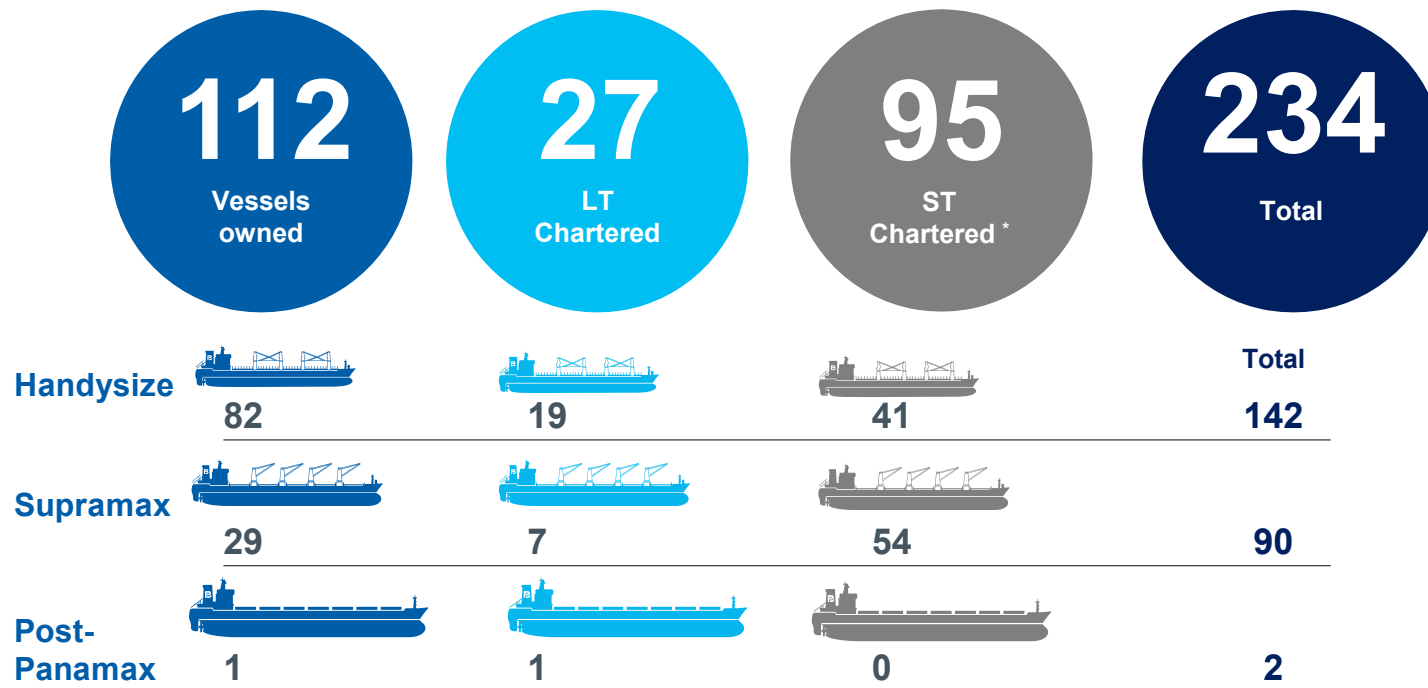 112
Vessels
owned
27
LT
Chartered
95
ST
Chartered *
234
Total
Total
Handysize
82
19
41
142
Supramax
29
7
54
90
Post-
Panamax
1
1
0
2